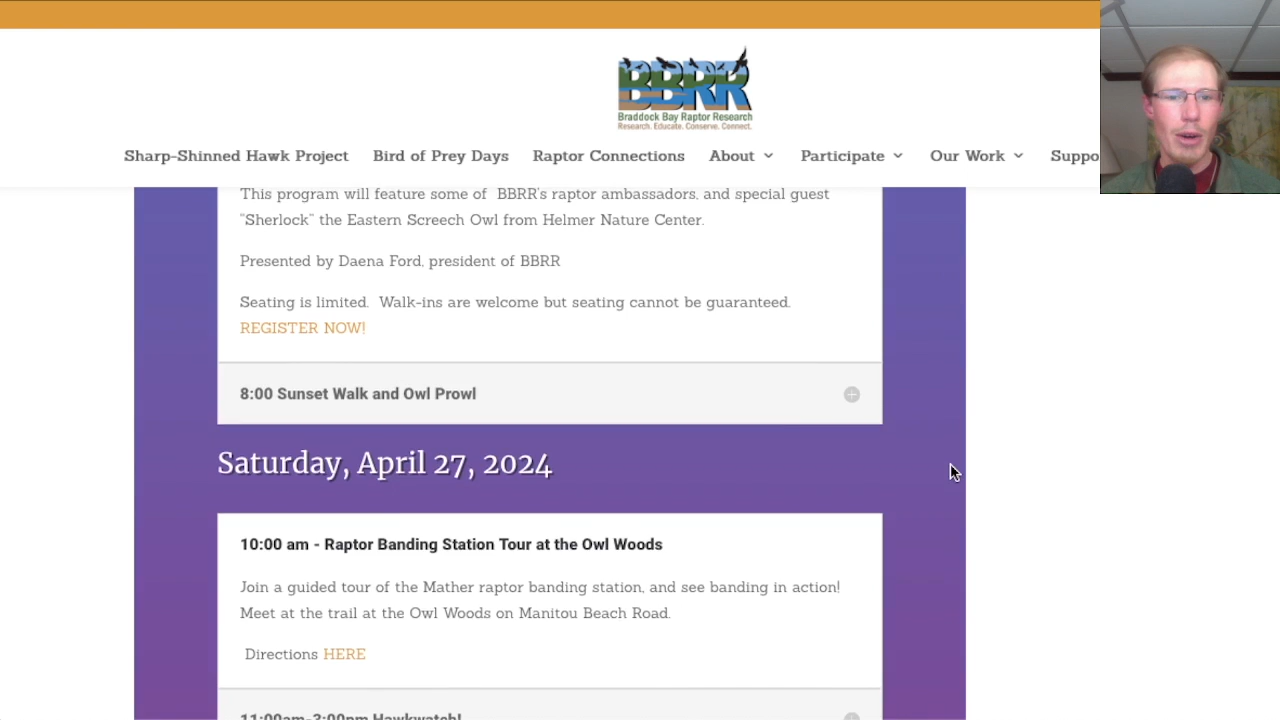 BBRR
Braddock Bay Raptor Research
Research. Educate. Conserve. Connect.
Sharp-Shinned Hawk Project Bird of Prey Days Raptor Connections About Participate Our Work Suppo
This program will feature some of BBRR's raptor ambassadors, and special guest
"Sherlock" the Eastern Screech Owl from Helmer Nature Center.
Presented by Daena Ford, president of BBRR
Seating is limited. Walk-ins are welcome but seating cannot be guaranteed.
REGISTER NOW!
8:00 Sunset Walk and Owl Prowl
Saturday, April 27, 2024
10:00 am - Raptor Banding Station Tour at the Owl Woods
Join a guided tour of the Mather raptor banding station, and see banding in action!
Meet at the trail at the Owl Woods on Manitou Beach Road.
Directions HERE
11:00am-3:00pm Hawkwatch!